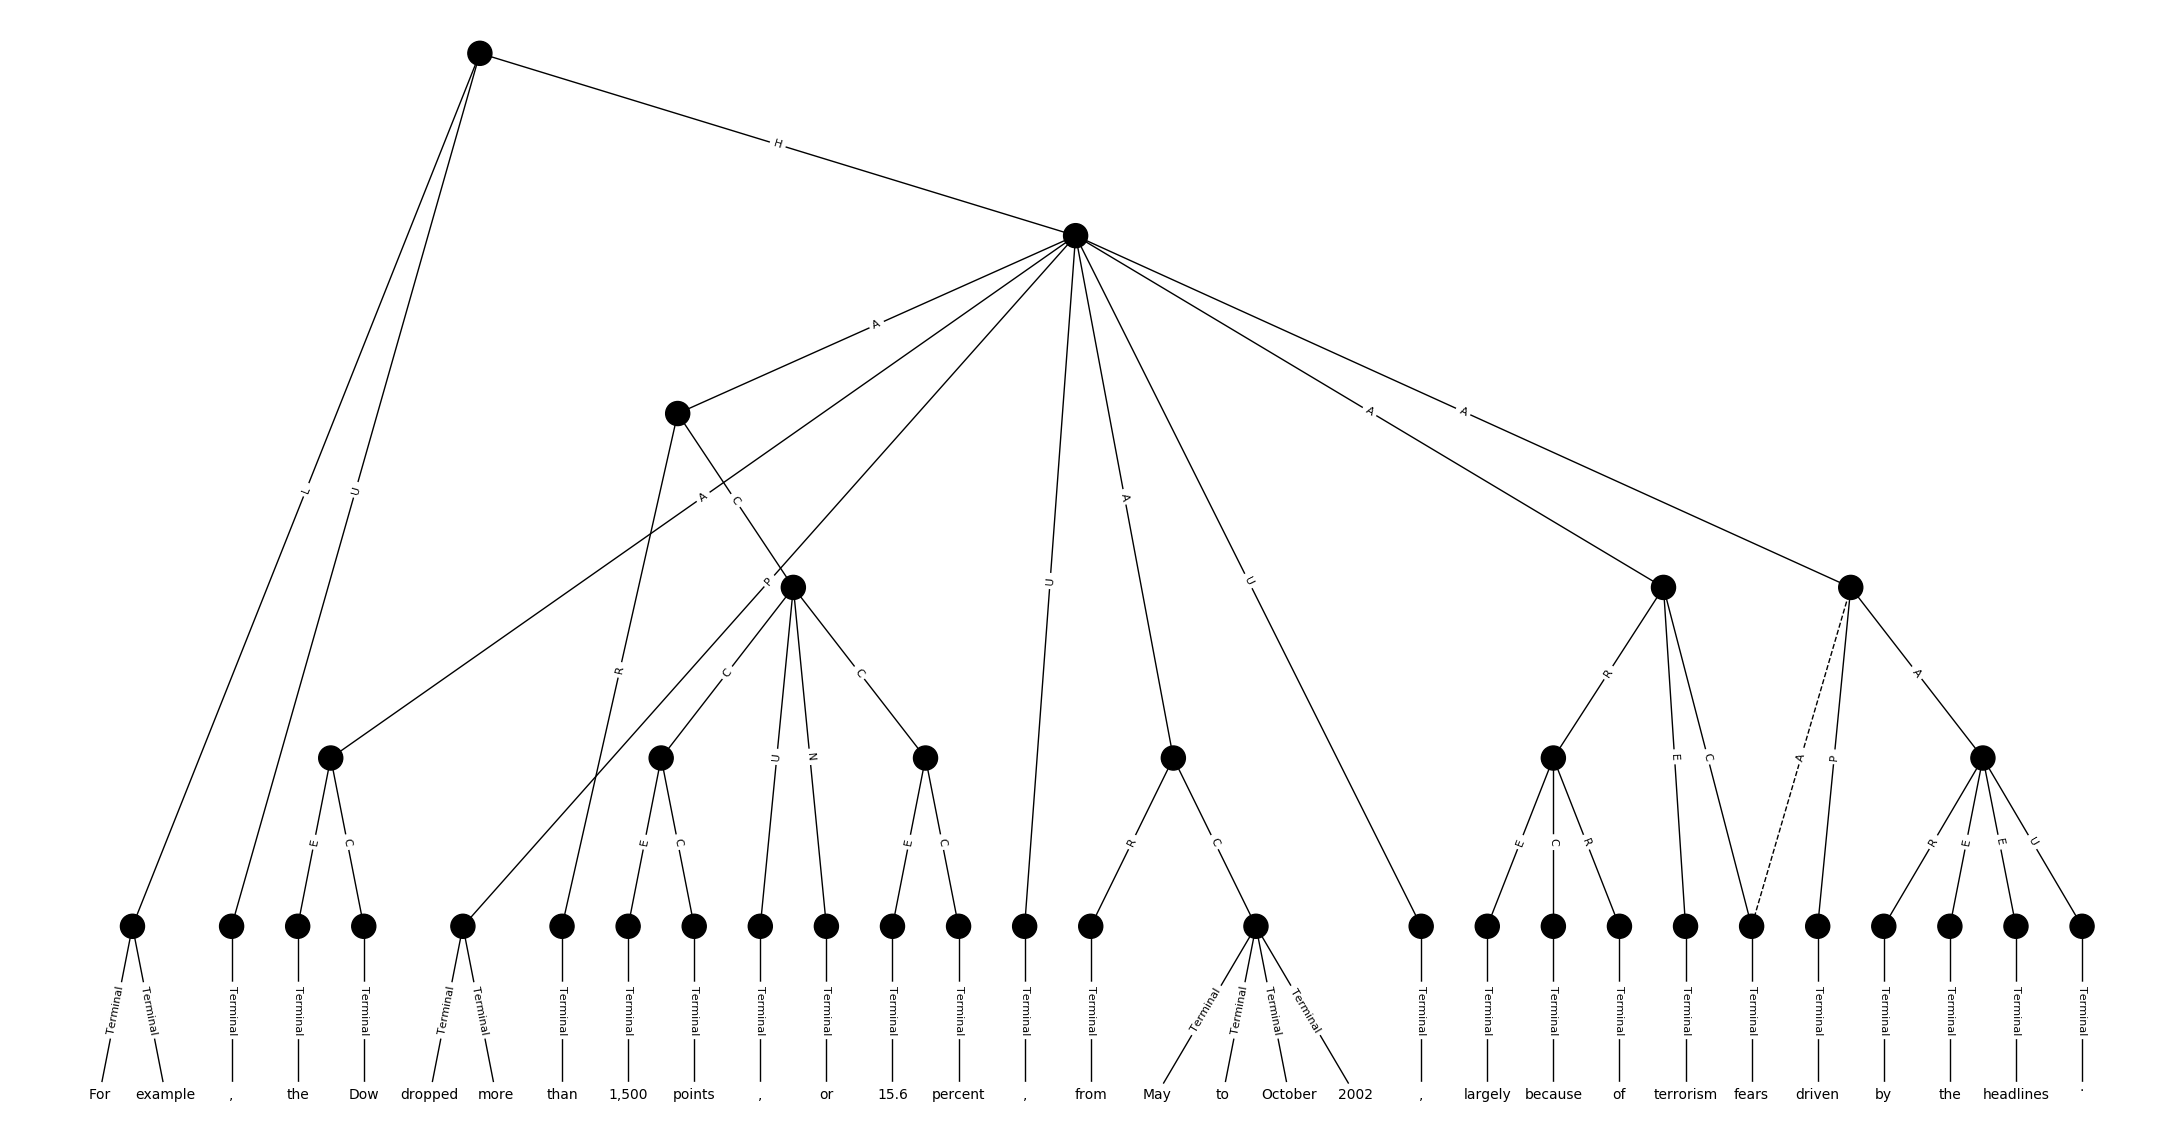 H
A
A A
L U A C A
P U U
R C C R A
U N E C A P
E C E C E C R C E C R R E E U
Terminal Terminal Terminal Terminal Terminal Terminal Terminal Terminal Terminal Terminal Terminal Terminal Terminal Terminal Terminal Terminal Terminal Terminal Terminal Terminal Terminal Terminal Terminal Terminal Terminal Terminal Terminal Terminal Terminal Terminal Terminal
For example , the Dow dropped more than 1,500 points , or 15.6 percent , from May to October 2002 , largely because of terrorism fears driven by the headlines .